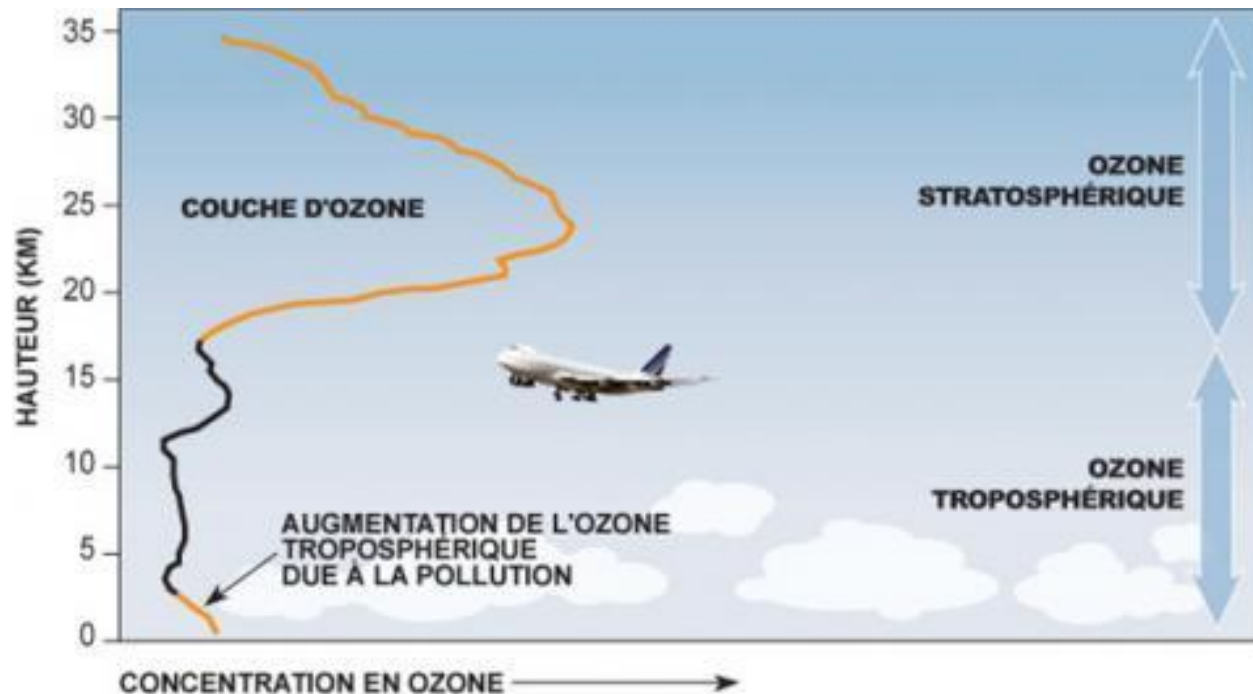 35
30
25
20
15
10
5
0
HAUTEUR (KM)
COUCHE D'OZONE
OZONE
STRATOSPHÉRIQUE
OZONE
TROPOSPHÉRIQUE
AUGMENTATION DE L'OZONE
TROPOSPHÉRIQUE
DUE À LA POLLUTION
CONCENTRATION EN OZONE